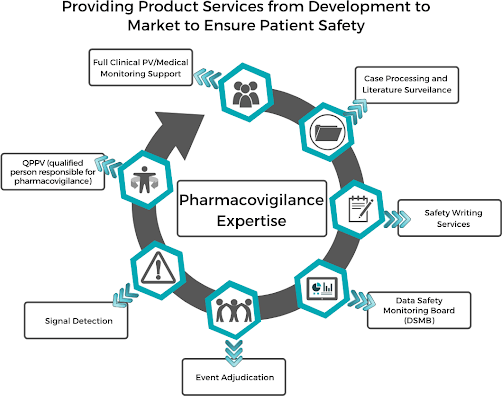 Providing Product Services from Development to
Market to Ensure Patient Safety
Full Clinical PV/Medical
Monitoring Support
Case Processing and
Literature Surveilance
QPPV (qualified
person responsible for
pharmacovigilance)
Pharmacovigilance
Expertise
Safety Writing
Services
Data Safety
Monitoring Board
(DSMB)
Signal Detection
Event Adjudication